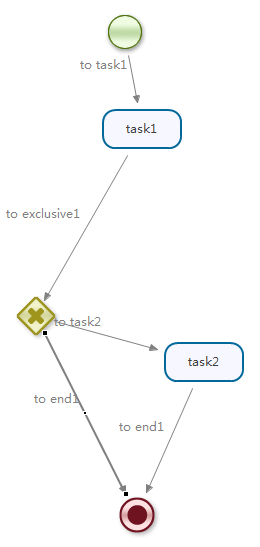 to task1
task1
to exclusive1
to task2
task2
to end1
to end1